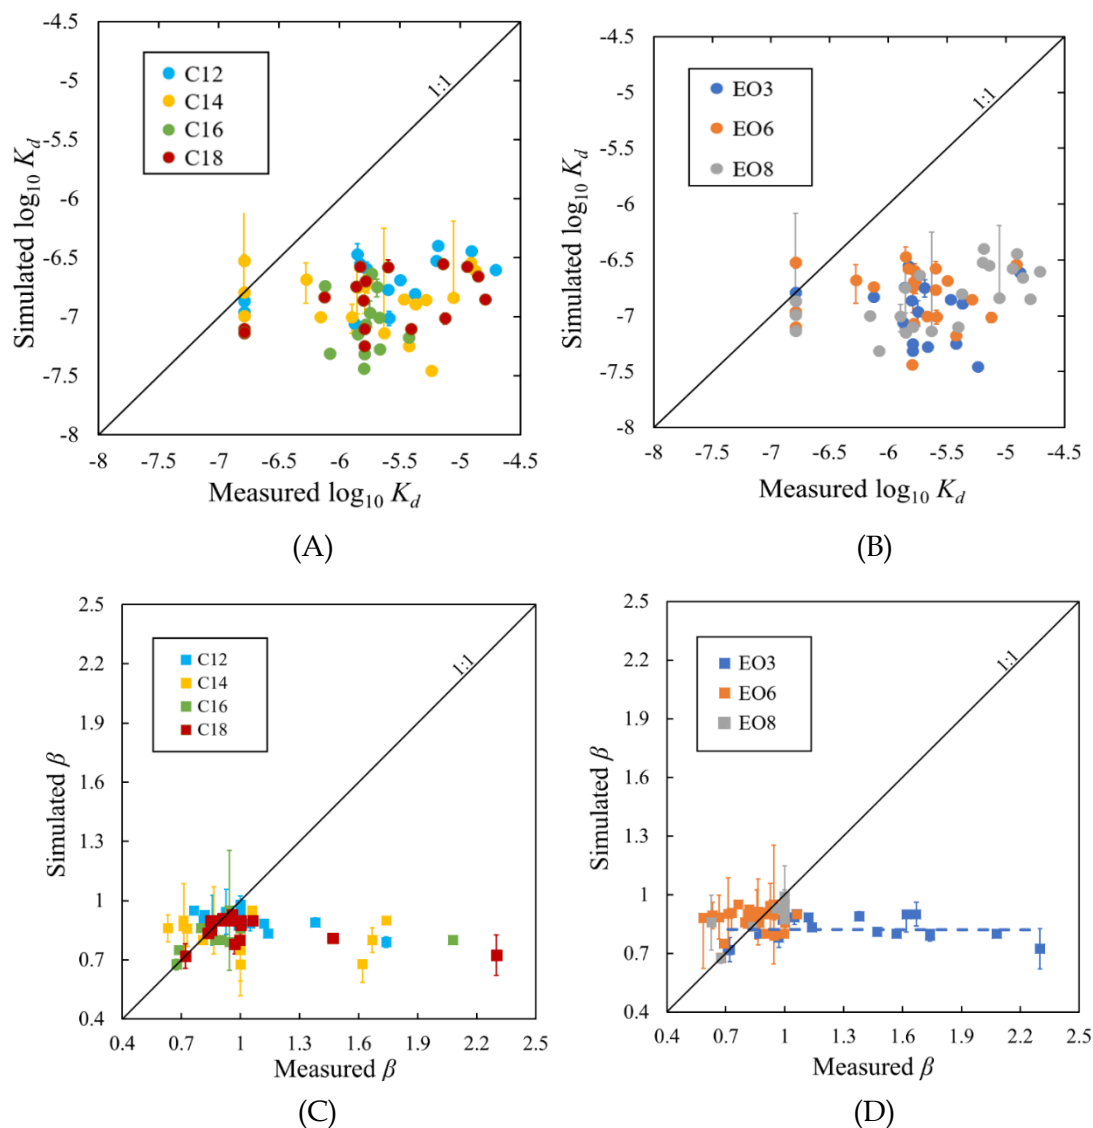 -4.5
-5
-5.5
-6
-6.5
-7
-7.5
-8
Simulated log10 Kd
C12
C14
C16
C18
1:1
-8 -7.5 -7 -6.5 -6 -5.5 -5 -4.5
Measured log10 Kd
(A)
-4.5
-5
-5.5
-6
-6.5
-7
-7.5
-8
Simulated log10 Kd
EO3
EO6
EO8
1:1
-8 -7.5 -7 -6.5 -6 -5.5 -5 -4.5
Measured log10 Kd
(B)
2.5
2.2
1.9
1.6
1.3
1
0.7
0.4
Simulated β
C12
C14
C16
C18
1:1
0.4 0.7 1 1.3 1.6 1.9 2.2 2.5
Measured β
(C)
2.5
2.2
1.9
1.6
1.3
1
0.7
0.4
Simulated β
EO3
EO6
EO8
1:1
0.4 0.7 1 1.3 1.6 1.9 2.2 2.5
Measured β
(D)